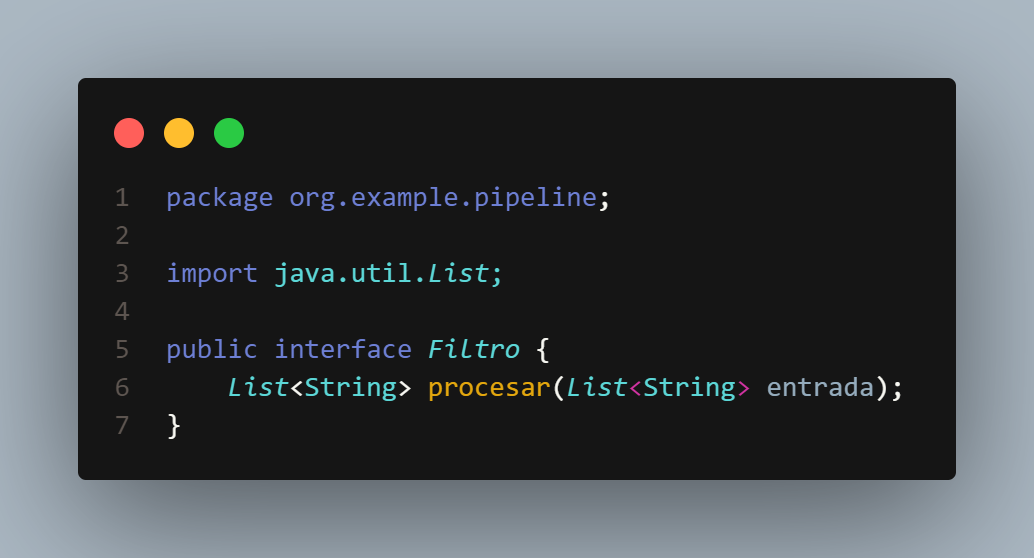 1 package org.example.pipeline;
2
3 import java.util.List;
4
5 public interface Filtro {
6     List<String> procesar(List<String> entrada);
7 }